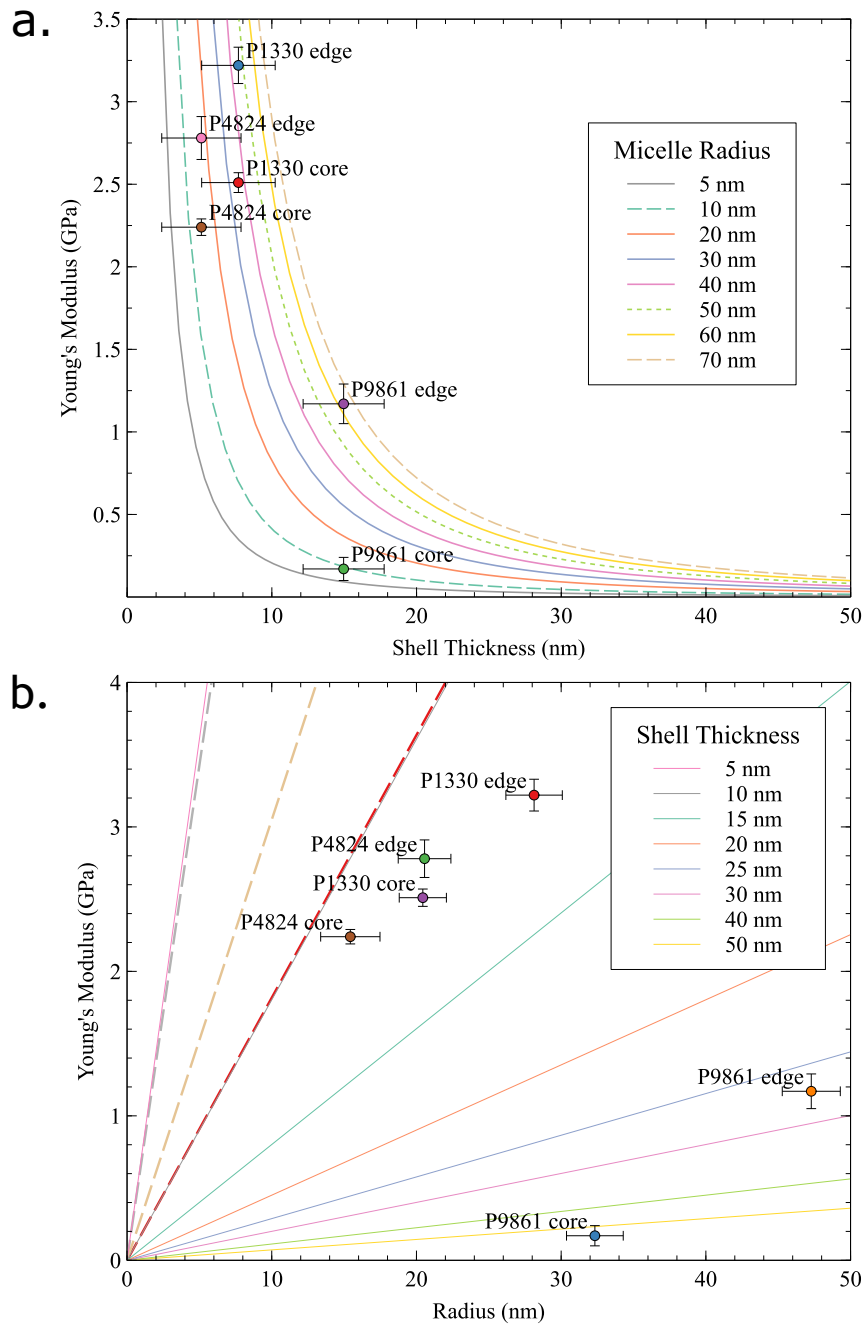 a.
3.5
3
2.5
2
1.5
1
0.5
Young's Modulus (GPa)
P1330 edge
P4824 edge
P1330 core
P4824 core
P9861 edge
P9861 core
Micelle Radius
5 nm
10 nm
20 nm
30 nm
40 nm
50 nm
60 nm
70 nm
0 10 20 30 40 50
Shell Thickness (nm)
b.
4
3
2
1
0
Young's Modulus (GPa)
P1330 edge
P4824 edge
P1330 core
P4824 core
P9861 edge
P9861 core
Shell Thickness
5 nm
10 nm
15 nm
20 nm
25 nm
30 nm
40 nm
50 nm
0 10 20 30 40 50
Radius (nm)